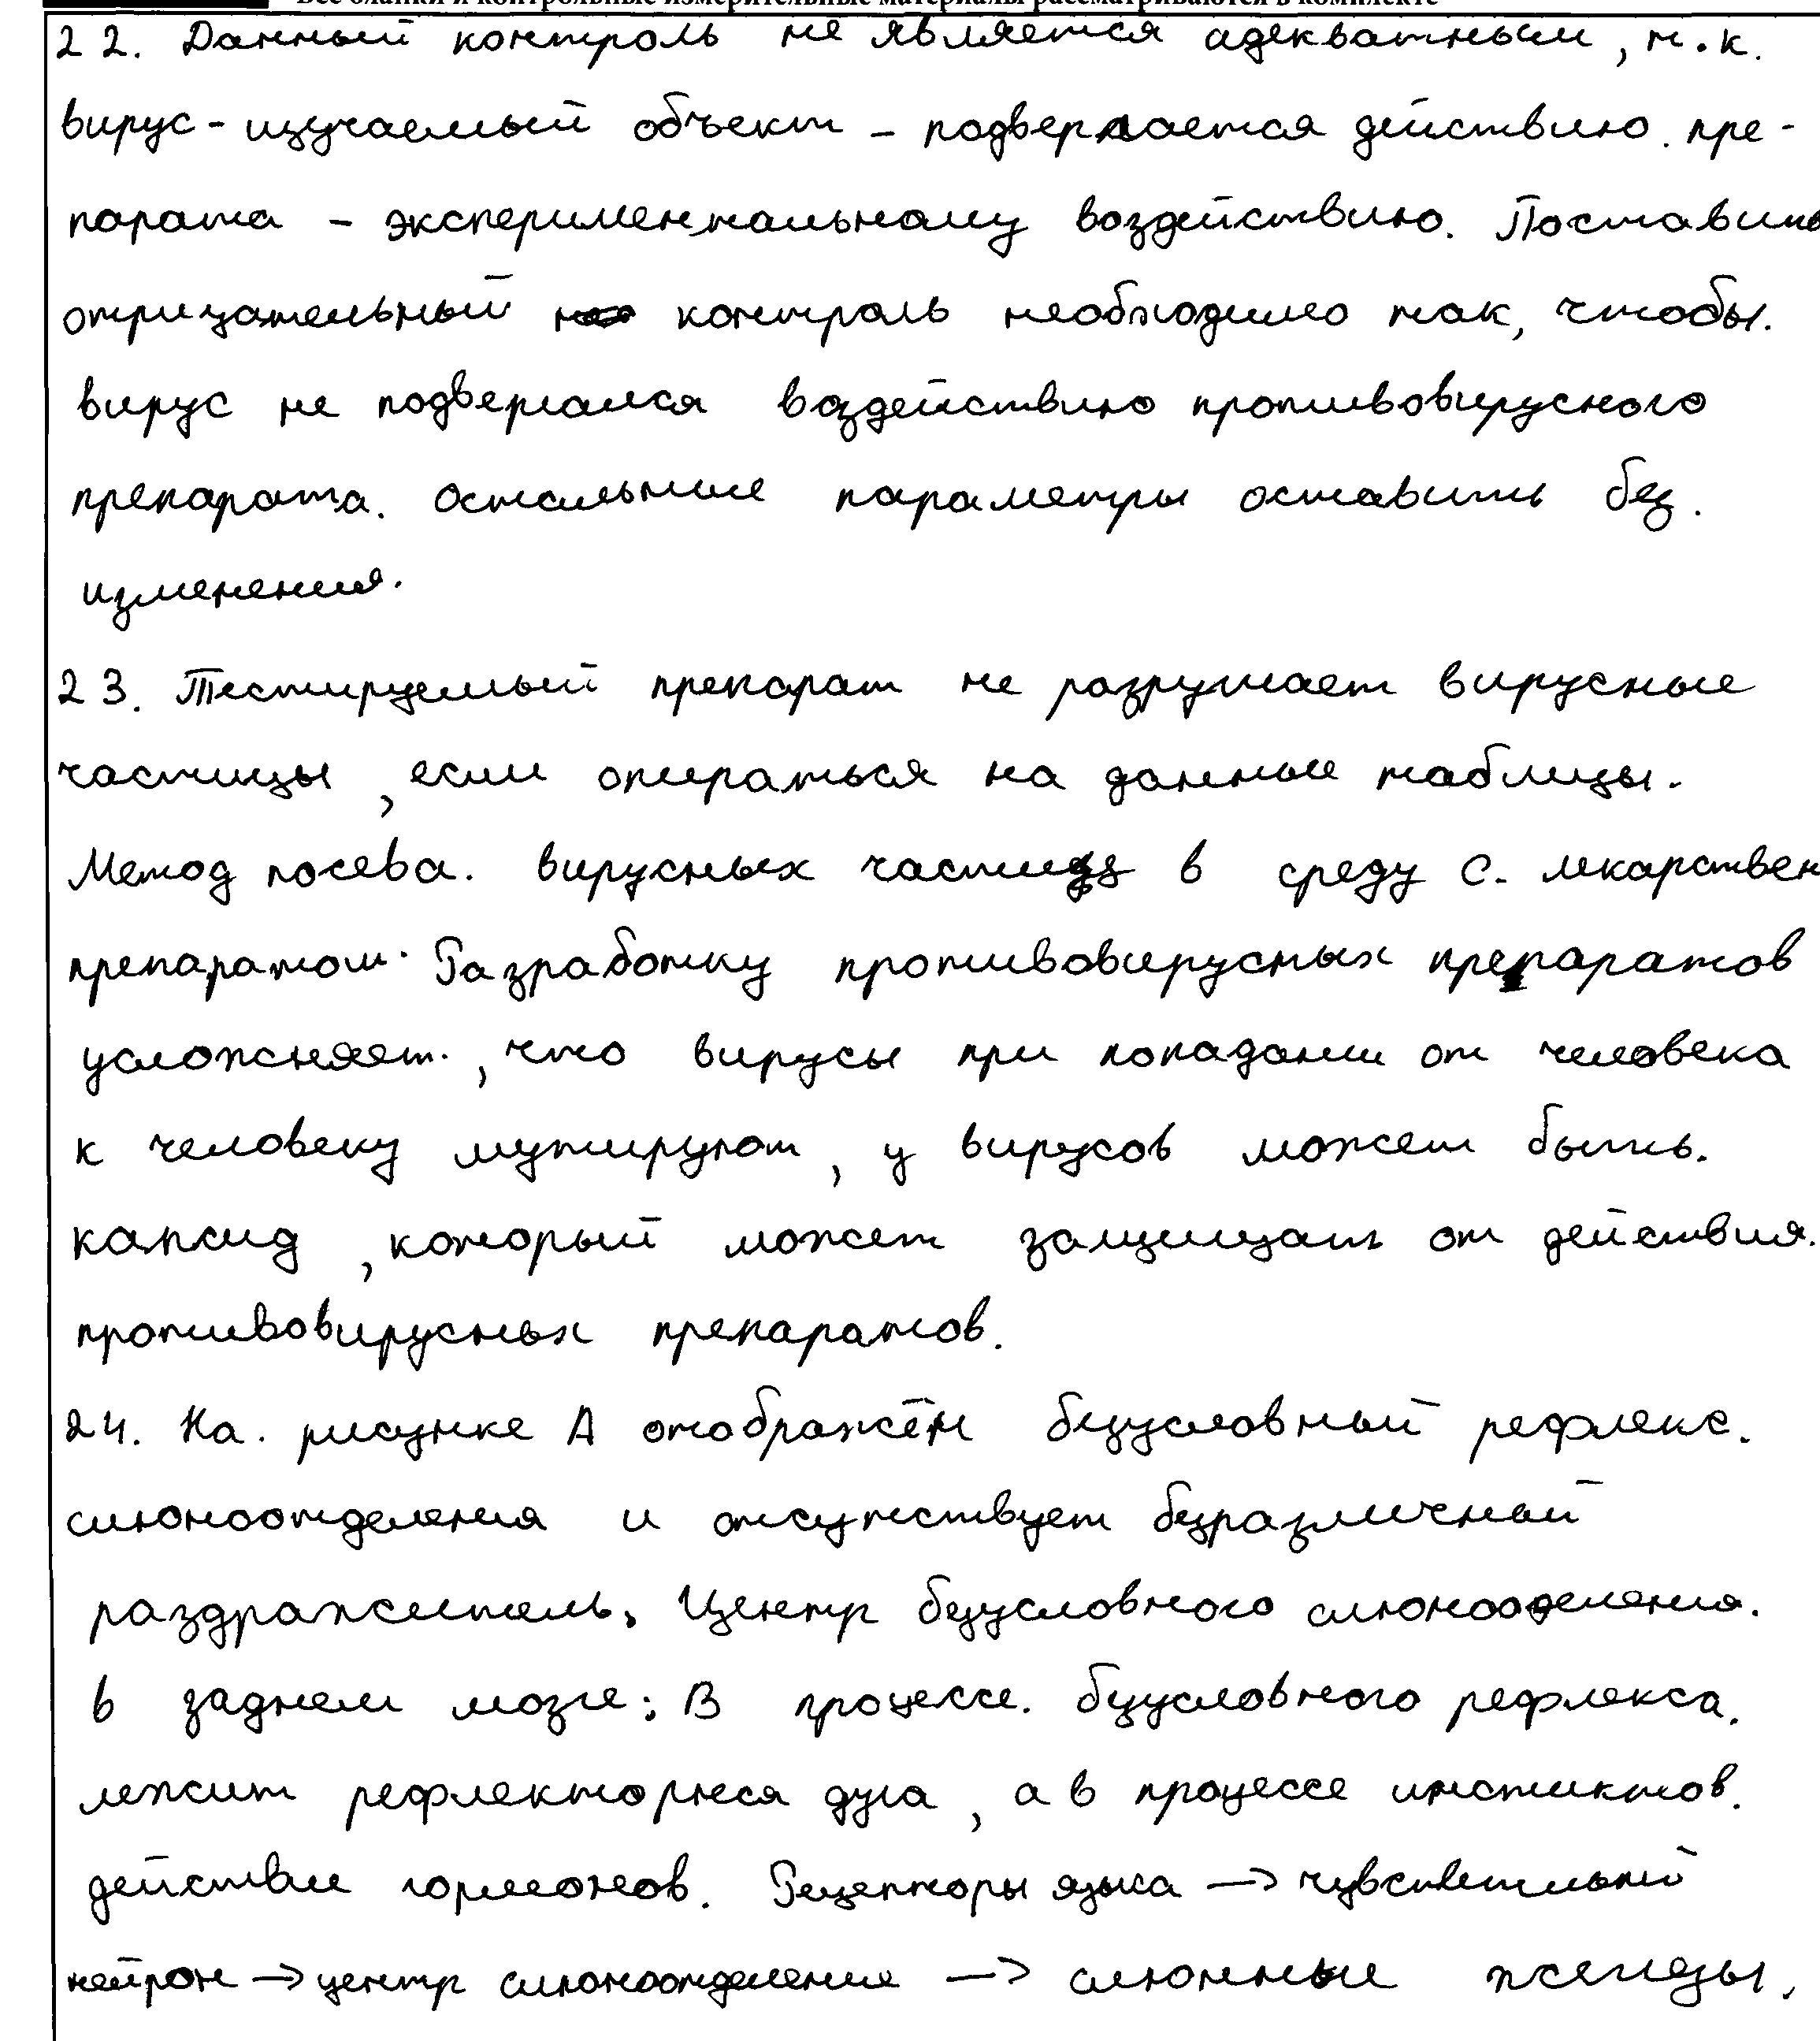 Все бланки и контрольные измерительные материалы рассматриваются в комплекте
22. Данный контроль не является адекватным, т.к.
вирус - изучаемый объект - подвергается действию пре-
парата - экспериментальному воздействию. Поставить
отрицательный контроль необходимо так, чтобы
вирус не подвергался воздействию противовирусного
препарата. Остальные параметры оставить без
изменения.
23. Тестируемый препарат не разрушает вирусные
частицы, если опираться на данные таблицы.
Метод посева. вирусных частиц в среду с. лекарствен
препаратом. Разработку противовирусных препаратов
усложняет, что вирусы при попадании от человека
к человеку мутируют, у вирусов может быть.
капсид, который может защищать от действия.
противовирусных препаратов.
24. На. рисунке А отображён безусловный рефлекс.
слюноотделения и отсутствует безразличный
раздражитель. Центр безусловного слюнооделения.
в заднем мозге; В процессе. безусловного рефлекса.
лежит рефлекторнеся дуга, а в процессе инстиктов.
действие гормонов. Рецепторы языка → чувствительный
нейрон → центр слюноотделения → слюнные железы.